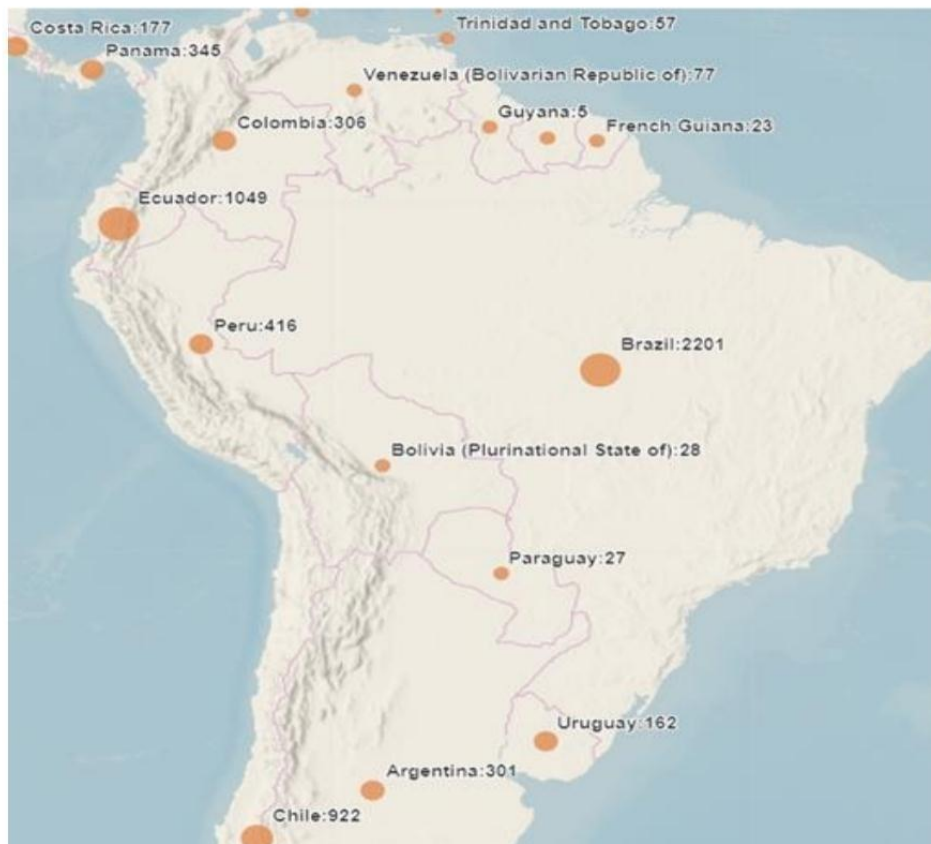 Trinidad and Tobago:57
Costa Rica:177
Panama:345
Venezuela (Bolivarian Republic of):77
Guyana:5
Colombia:306
French Guiana:23
Ecuador:1049
Peru:416
Brazil:2201
Bolivia (Plurinational State of):28
Paraguay:27
Uruguay:162
Argentina:301
Chile:922